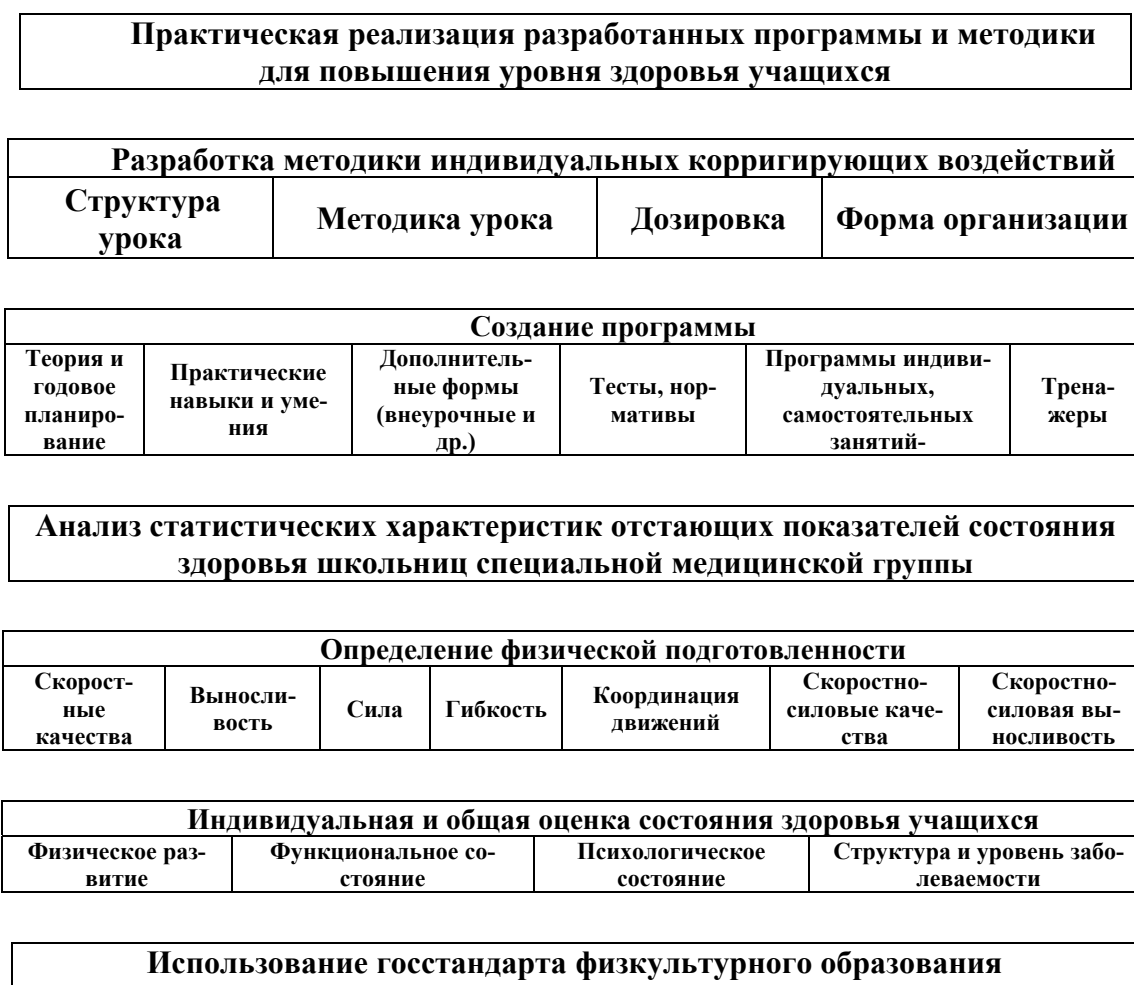 Практическая реализация разработанных программы и методики
для повышения уровня здоровья учащихся
Разработка методики индивидуальных корригирующих воздействий
Структура
урока
Методика урока
Дозировка
Форма организации
Создание программы
Теория и
годовое
планиро-
вание
Практические
навыки и уме-
ния
Дополнитель-
ные формы
(внеурочные и
др.)
Тесты, нор-
мативы
Программы индиви-
дуальных,
самостоятельных
занятий-
Трена-
жеры
Анализ статистических характеристик отстающих показателей состояния
здоровья школьниц специальной медицинской группы
Определение физической подготовленности
Скорост-
ные
качества
Выносли-
вость
Сила
Гибкость
Координация
движений
Скоростно-
силовые каче-
ства
Скоростно-
силовая вы-
носливость
Индивидуальная и общая оценка состояния здоровья учащихся
Физическое раз-
витие
Функциональное со-
стояние
Психологическое
состояние
Структура и уровень забо-
леваемости
Использование госстандарта физкультурного образования